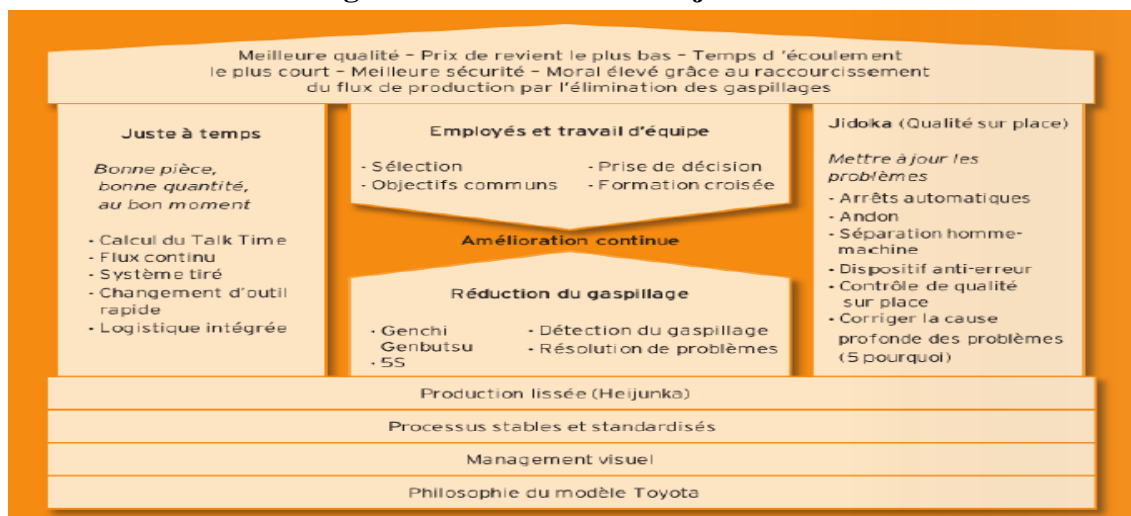 Meilleure qualité – Prix de revient le plus bas – Temps d'écoulement
le plus court – Meilleure sécurité – Moral élevé grâce au raccourcissement
du flux de production par l'élimination des gaspillages
Juste à temps
Bonne pièce,
bonne quantité,
au bon moment
- Calcul du Talk Time
- Flux continu
- Système tiré
- Changement d'outil
rapide
- Logistique intégrée
Employés et travail d'équipe
- Sélection
- Objectifs communs
- Prise de décision
- Formation croisée
Amélioration continue
Réduction du gaspillage
- Genchi
Genbutsu
- 5S
- Détection du gaspillage
- Résolution de problèmes
Jidoka (Qualité sur place)
Mettre à jour les
problèmes
- Arrêts automatiques
- Andon
- Séparation homme-
machine
- Dispositif anti-erreur
- Contrôle de qualité
sur place
- Corriger la cause
profonde des problèmes
(5 pourquoi)
Production lissée (Heijunka)
Processus stables et standardisés
Management visuel
Philosophie du modèle Toyota